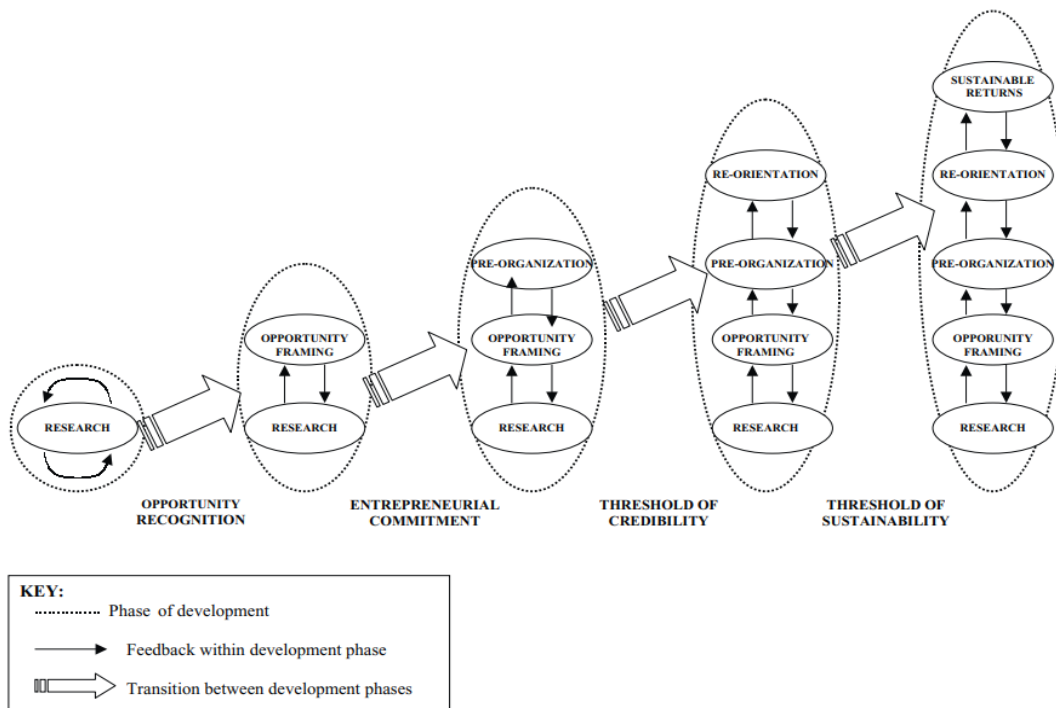 RESEARCH
OPPORTUNITY
FRAMING
RESEARCH
PRE-ORGANIZATION
OPPORTUNITY
FRAMING
RESEARCH
RE-ORIENTATION
PRE-ORGANIZATION
OPPORTUNITY
FRAMING
RESEARCH
SUSTAINABLE
RETURNS
RE-ORIENTATION
PRE-ORGANIZATION
OPPORUNITY
FRAMING
RESEARCH
OPPORTUNITY
RECOGNITION
ENTREPRENEURIAL
COMMITMENT
THRESHOLD OF
CREDIBILITY
THRESHOLD OF
SUSTAINABILITY
KEY:
Phase of development
Feedback within development phase
Transition between development phases